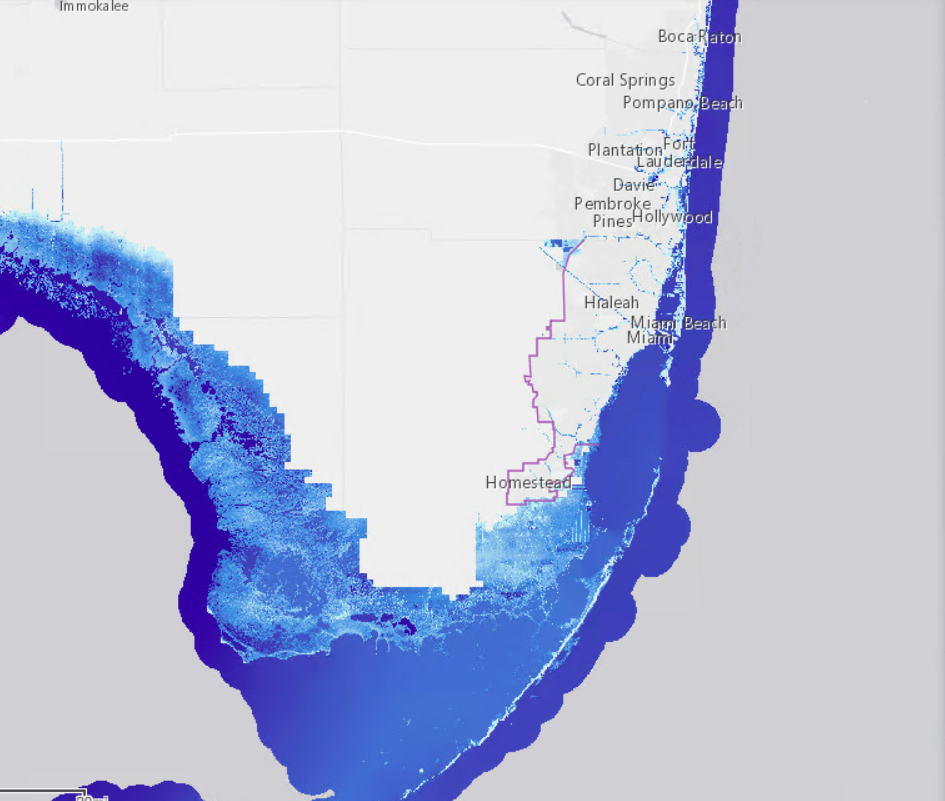 Immokalee
Boca Raton
Coral Springs
Pompano Beach
Plantation
Fort
Lauderdale
Davie
Pembroke
Pines
Hollywood
Hialeah
Miami Beach
Miami
Homestead